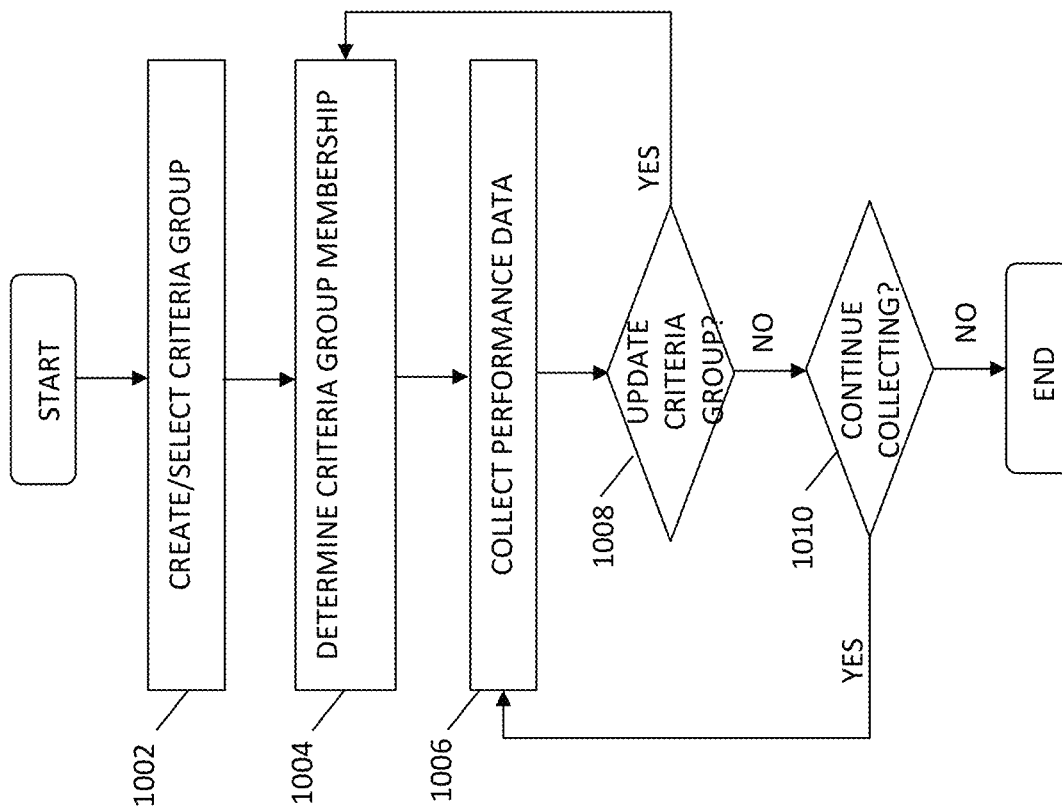 START
CREATE/SELECT CRITERIA GROUP
1002
DETERMINE CRITERIA GROUP MEMBERSHIP
1004
COLLECT PERFORMANCE DATA
1006
UPDATE
CRITERIA
GROUP?
1008
YES
NO
CONTINUE
COLLECTING?
1010
YES
NO
END